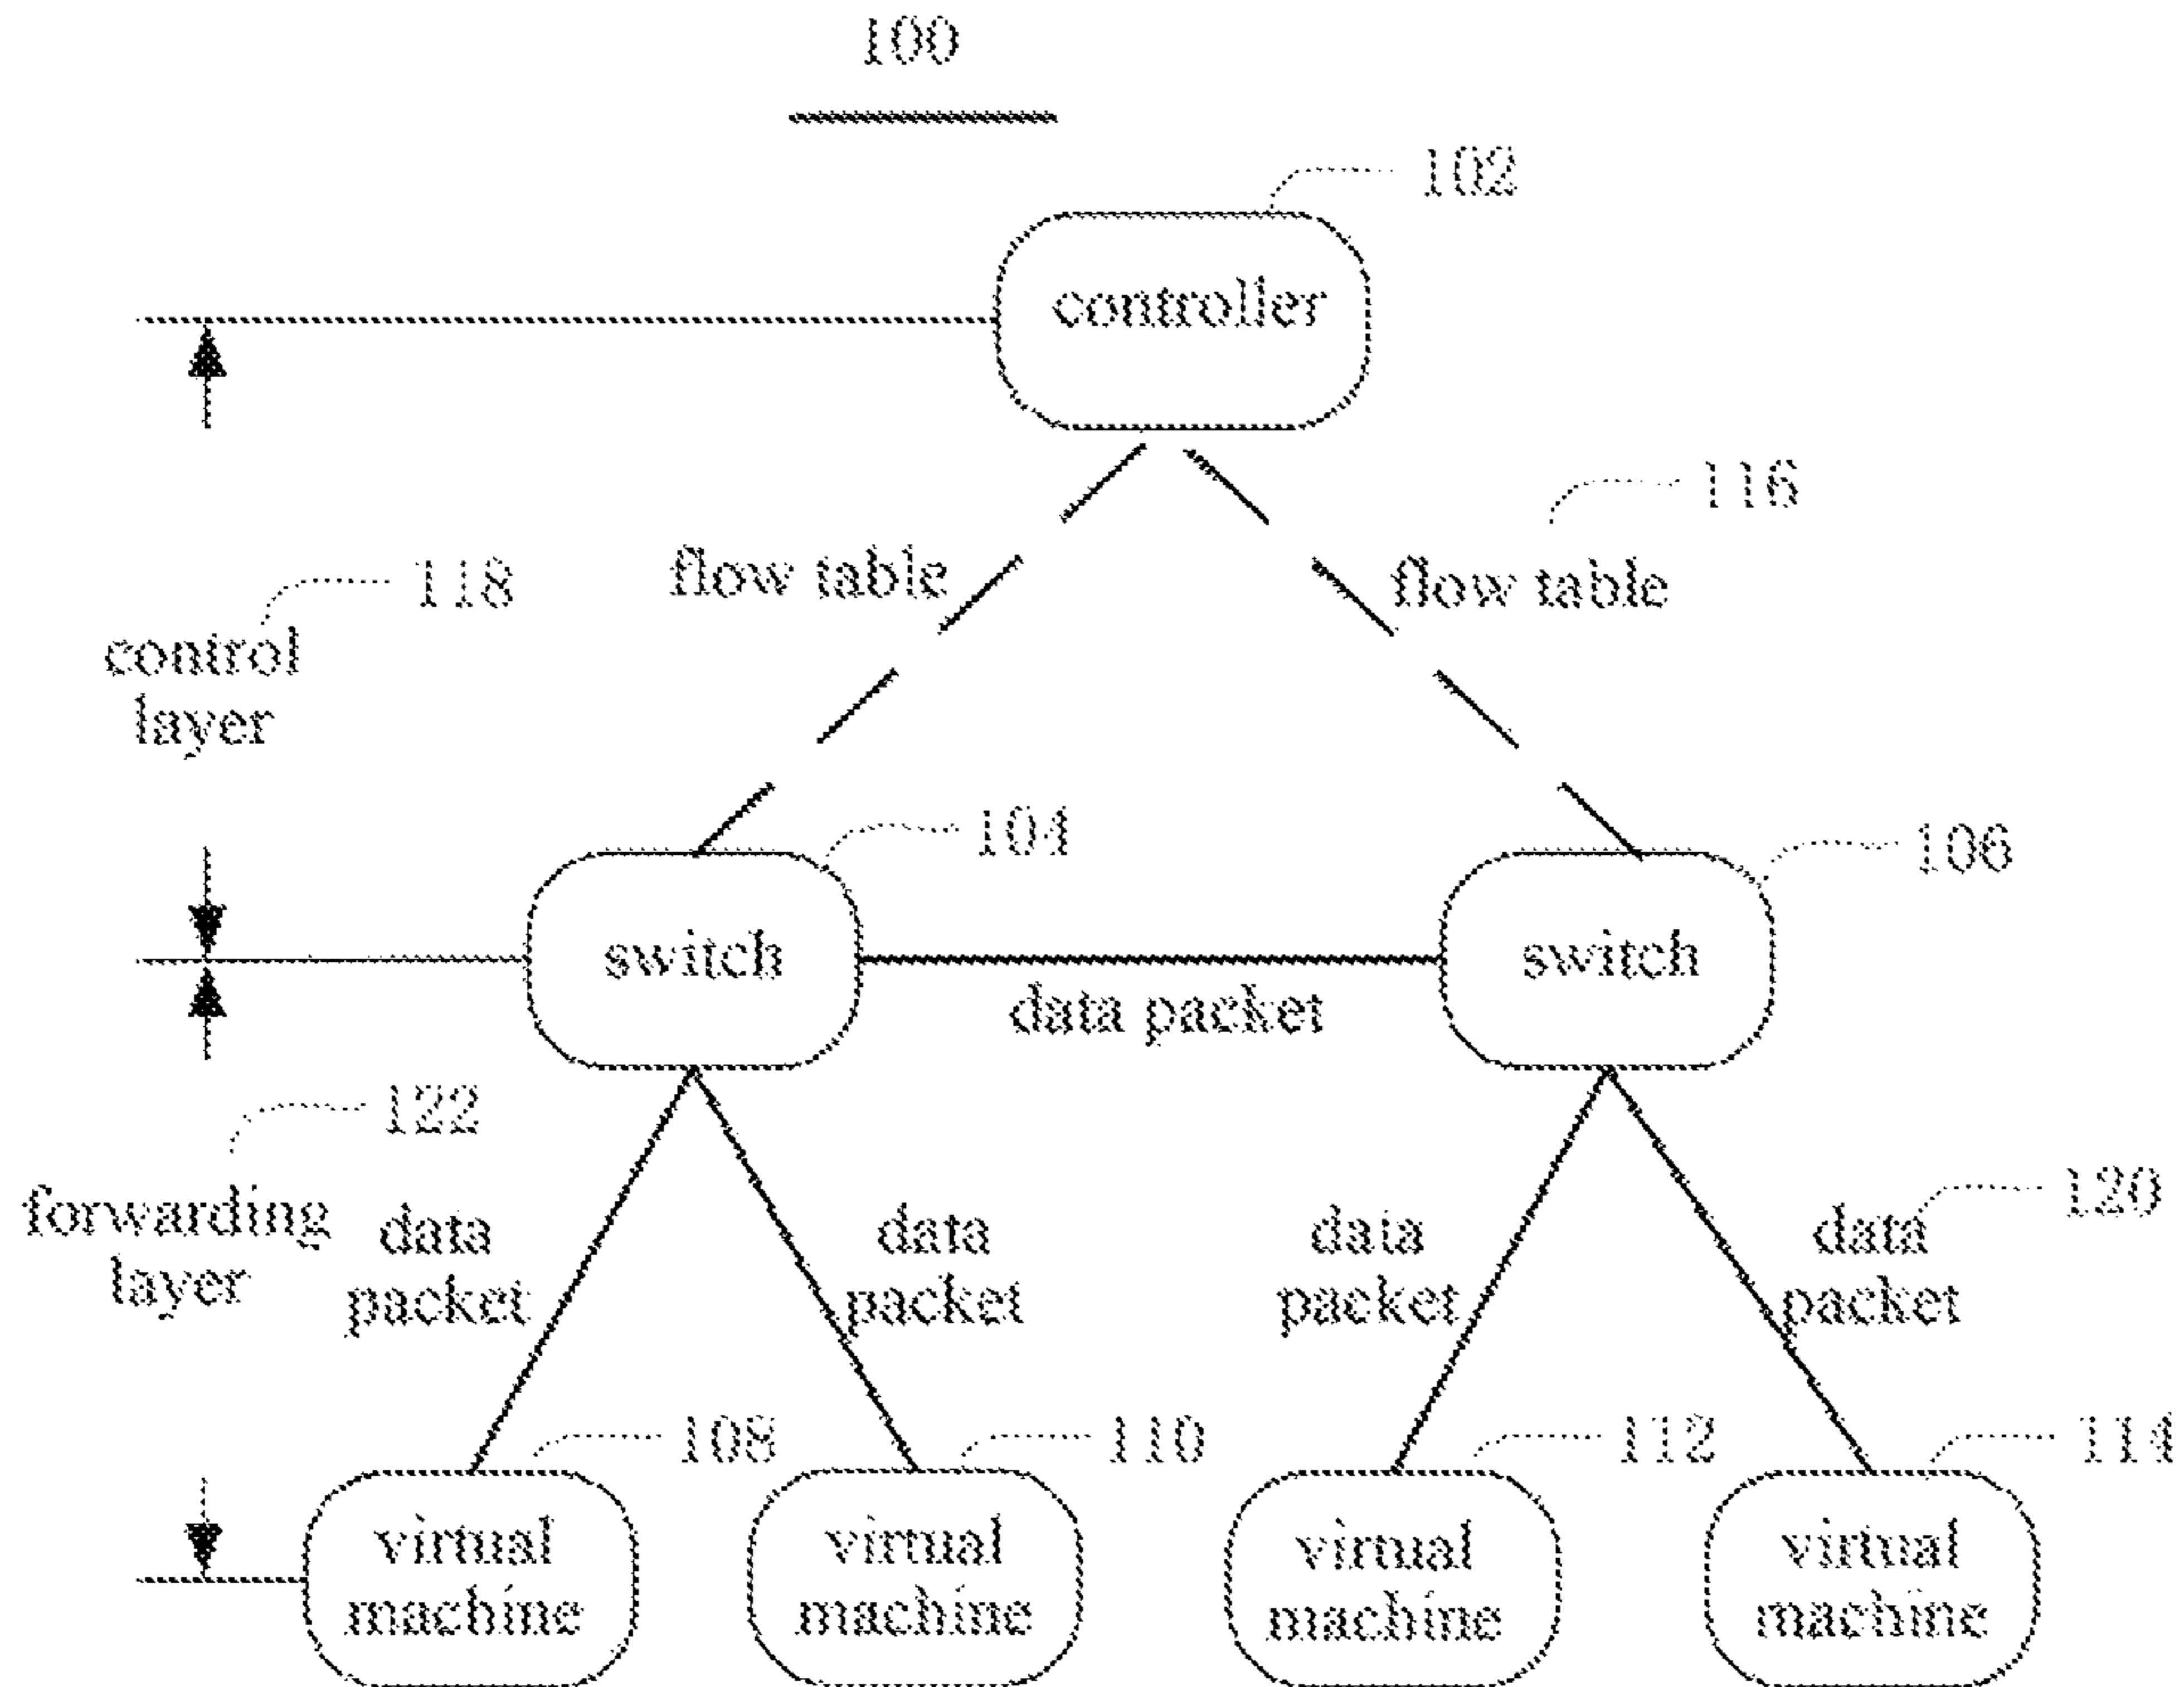 100
102
controller
116
118
flow table
flow table
control
layer
104
106
switch
switch
data packet
122
120
forwarding
layer
data
packet
data
packet
data
packet
data
packet
108
110
112
114
virtual
machine
virtual
machine
virtual
machine
virtual
machine